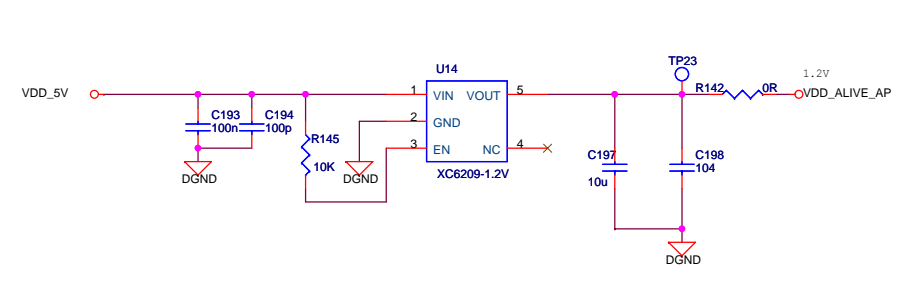 TP23
U14
1.2V
VDD_5V
1
VIN
VOUT
5
R142
0R
VDD_ALIVE_AP
C193
100n
C194
100p
2
GND
R145
10K
3
EN
NC
4
DGND
DGND
XC6209-1.2V
C197
10u
C198
104
DGND